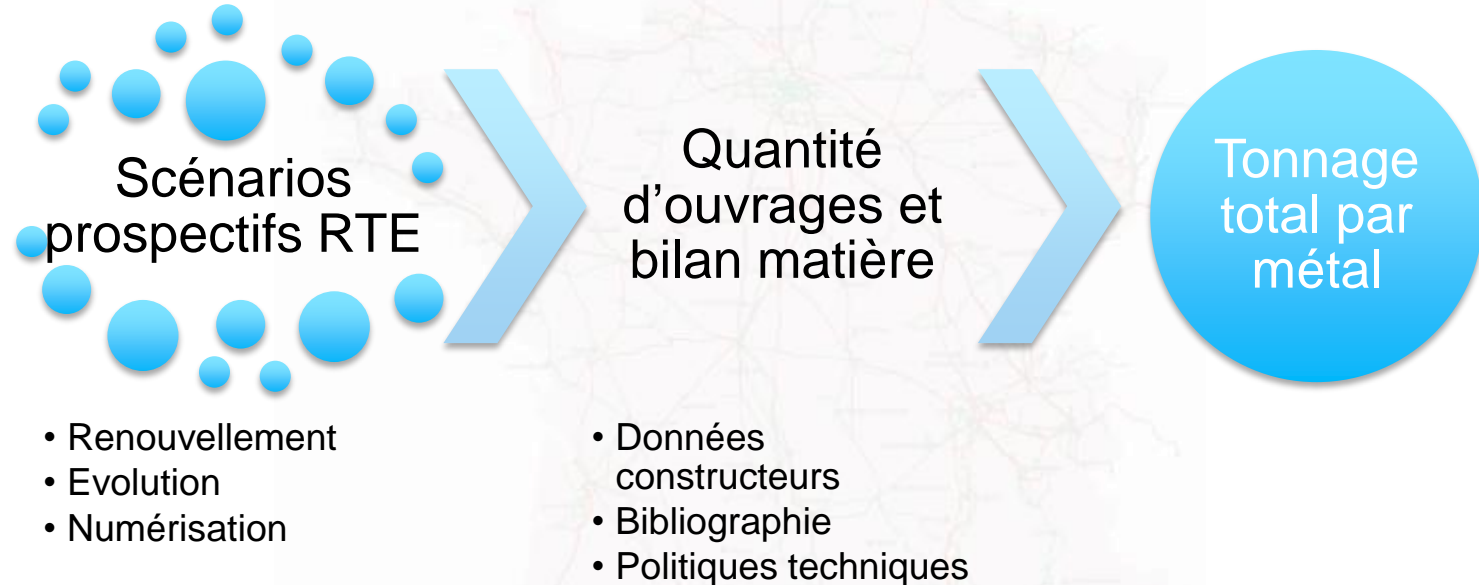 Scénarios
prospectifs RTE
• Renouvellement
• Evolution
• Numérisation
Quantité
d'ouvrages et
bilan matière
• Données
constructeurs
• Bibliographie
• Politiques techniques
Tonnage
total par
métal